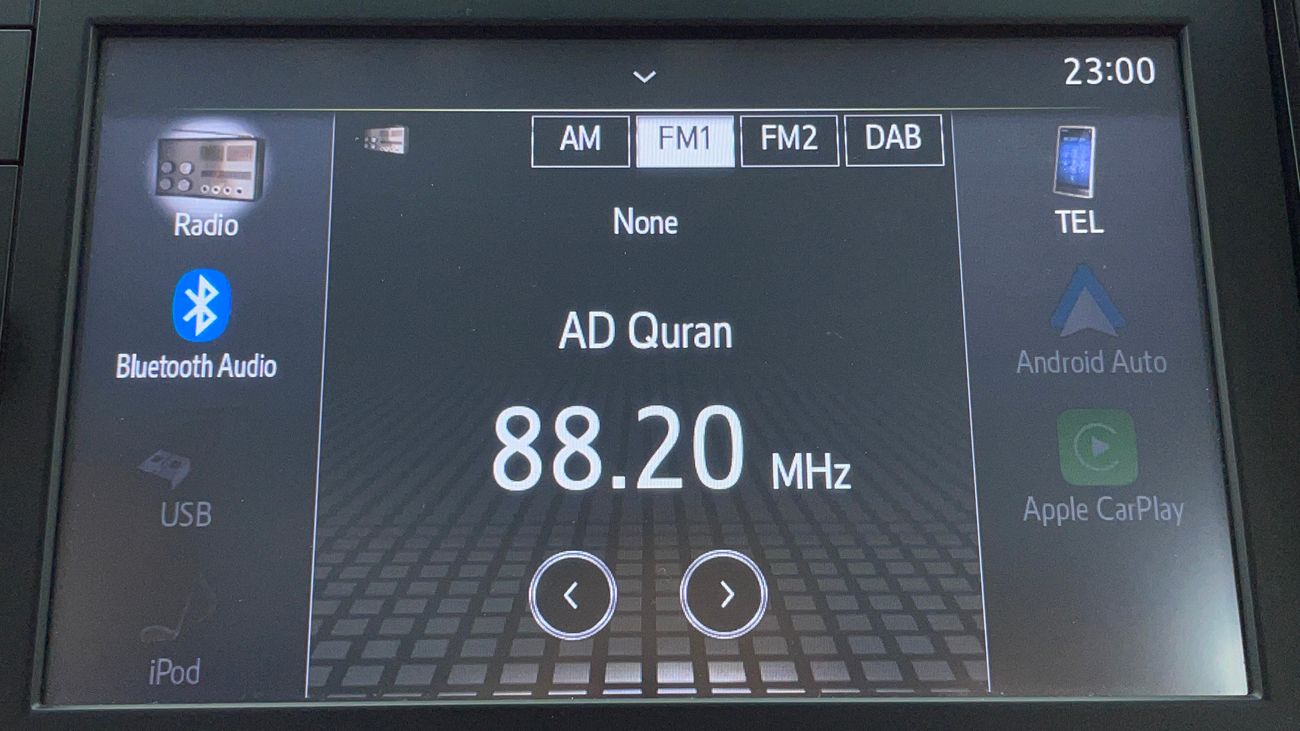 23:00
AM FM1 FM2 DAB
Radio
None
TEL
Bluetooth Audio
AD Quran
Android Auto
88.20 MHz
USB
Apple CarPlay
iPod